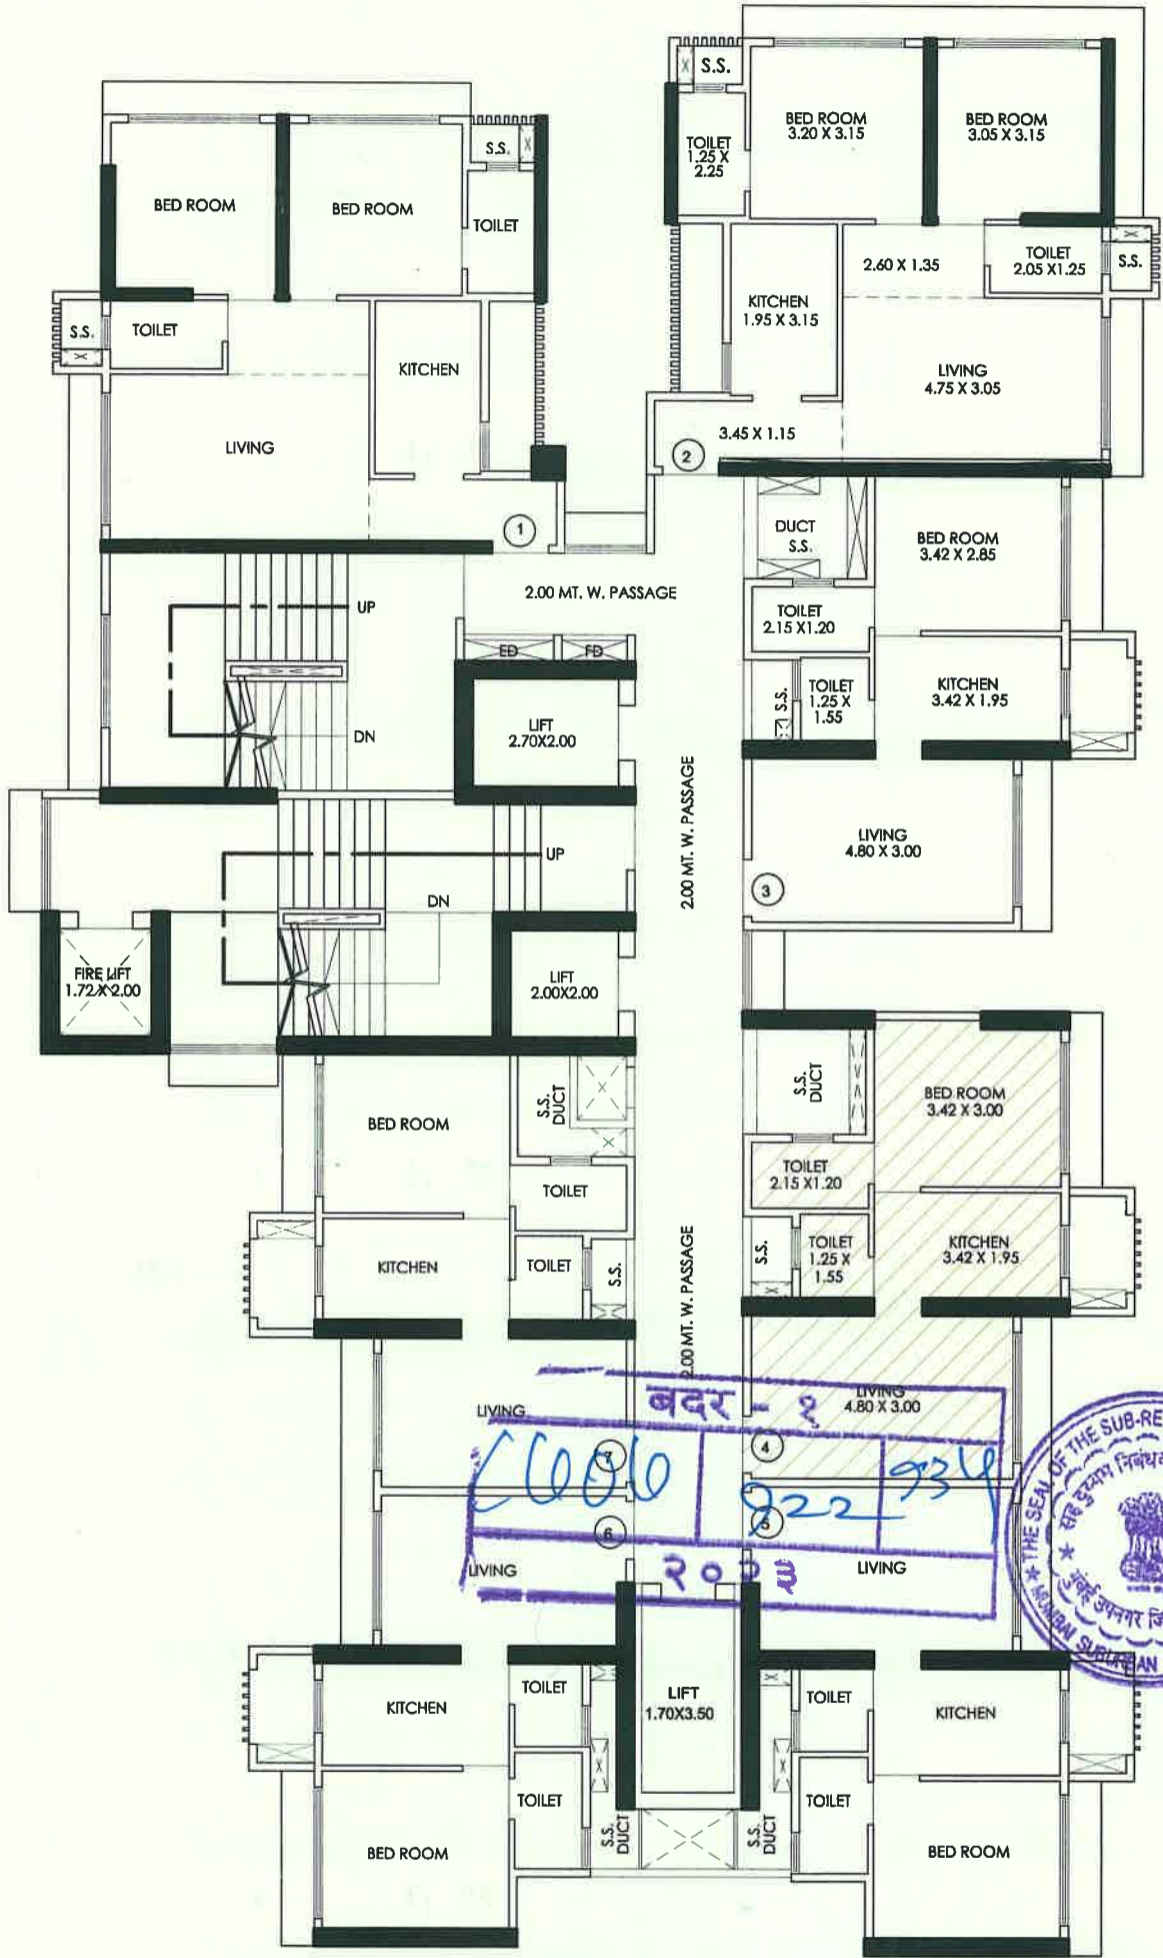 S.S.
BED ROOM
3.20 X 3.15
BED ROOM
3.05 X 3.15
TOILET
1.25 X
2.25
BED ROOM
BED ROOM
S.S.
TOILET
2.60 X 1.35
TOILET
2.05 X1.25
S.S.
KITCHEN
1.95 X 3.15
S.S.
TOILET
KITCHEN
LIVING
4.75 X 3.05
LIVING
3.45 X 1.15
2
1
DUCT
S.S.
BED ROOM
3.42 X 2.85
2.00 MT. W. PASSAGE
UP
TOILET
2.15 X1.20
ED
FD
S.S.
TOILET
1.25 X
1.55
KITCHEN
3.42 X 1.95
LIFT
2.70X2.00
DN
2.00 MT. W. PASSAGE
LIVING
4.80 X 3.00
UP
3
DN
FIRE LIFT
1.72 X 2.00
LIFT
2.00X2.00
BED ROOM
S.S.
DUCT
S.S.
DUCT
BED ROOM
3.42 X 3.00
TOILET
TOILET
2.15 X1.20
KITCHEN
TOILET
S.S.
2.00 MT. W. PASSAGE
S.S.
TOILET
1.25 X
1.55
KITCHEN
3.42 X 1.95
LIVING
4.80 X 3.00
बदर - १
LIVING
7
4
922
6
5
LIVING
LIVING
THE SEAL OF THE SUB-RE
सह दुय्यम निबंधक
मुंबई उपनगर जि
MUMBAI SUBURBAN
KITCHEN
TOILET
LIFT
1.70X3.50
TOILET
KITCHEN
TOILET
TOILET
BED ROOM
S.S.
DUCT
S.S.
DUCT
BED ROOM